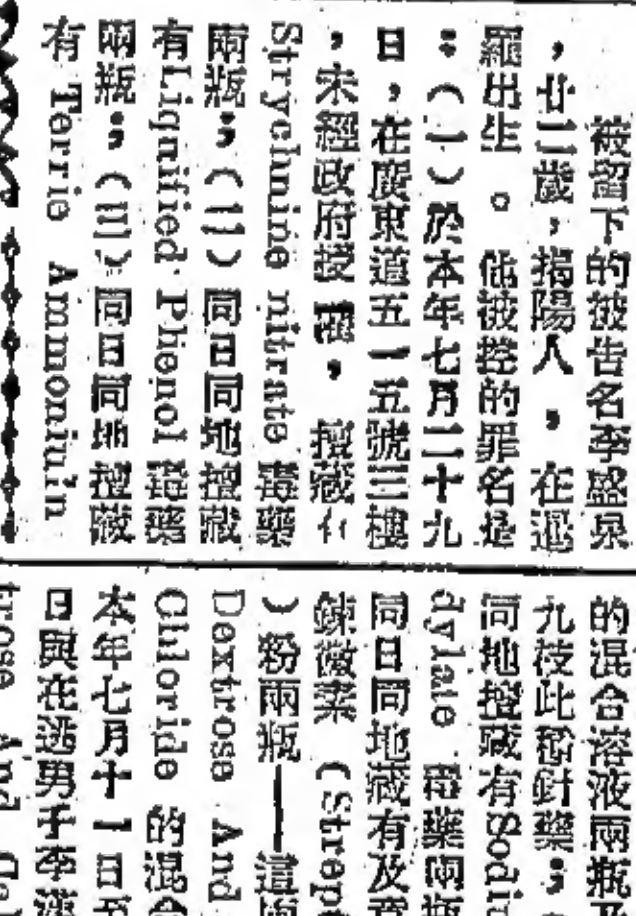 被留下的被告名李盛泉
，廿二歲，揭陽人，在暹
羅出生。他被控的罪名是
：（一）於本年七月二十九
日，在廣東道五一五號三樓
，未經政府授權，擅藏有
Strychnine nitrate 毒藥
兩瓶；（二）同日同地擅藏
有Lignified Phenol 毒藥
兩瓶；（三）同日同地擅藏
有 Terrie Ammoniuin
的混合溶液兩瓶及
九枝此種針藥；
同地擅藏有Sodi
dylate 毒藥兩瓶
同日同地藏有及意
鍊黴素（Strep
）粉兩瓶——這
Dextrose And
Chloride 的混合
本年七月十一日至
日與在逃男子李
trose And Cal